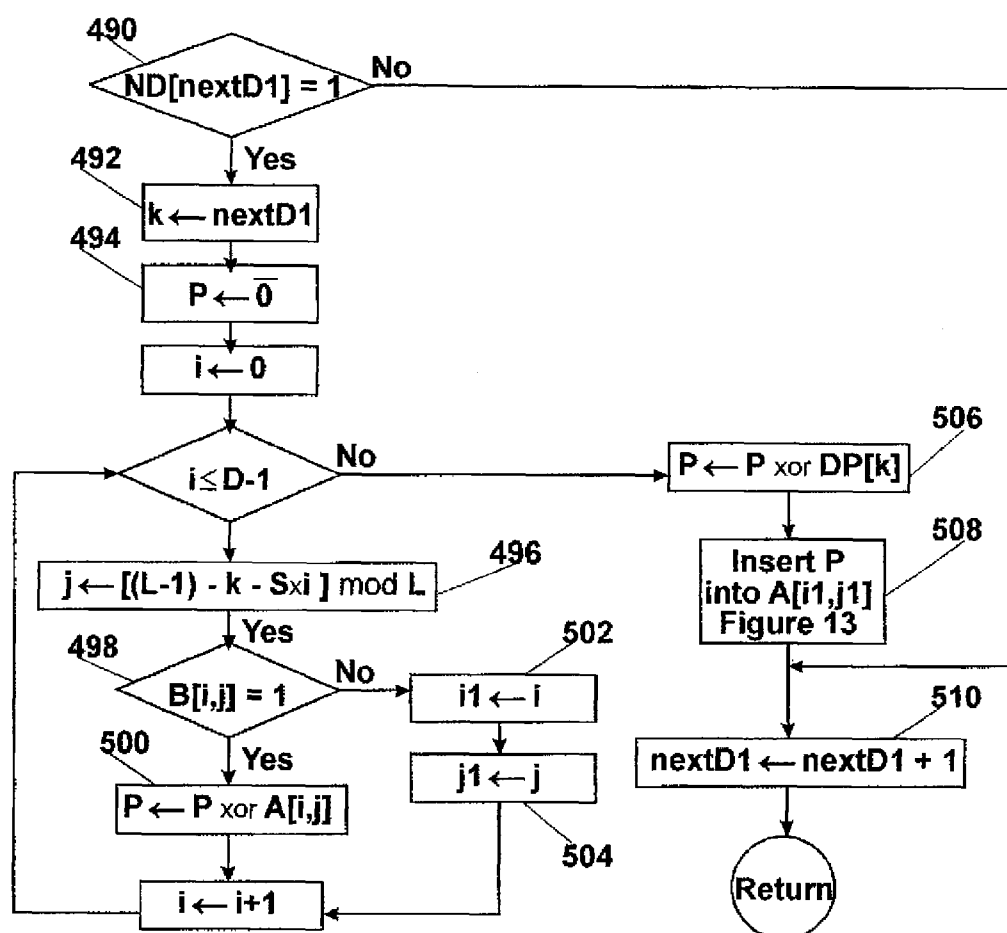 490
ND[nextD1] = 1
No
Yes
492
k ← nextD1
494
P ← 0̅
i ← 0
i ≦ D-1
No
506
P ← P xor DP[k]
j ← [(L-1) - k - Sxi ] mod L
496
Insert P
into A[i1,j1]
Figure 13
508
Yes
498
B[i,j] = 1
No
502
i1 ← i
500
Yes
j1 ← j
504
P ← P xor A[i,j]
i ← i+1
510
nextD1 ← nextD1 + 1
Return